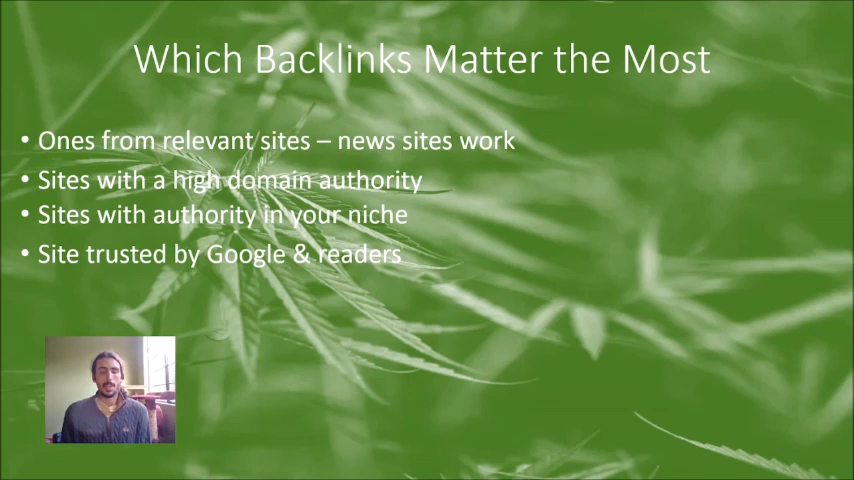 Which Backlinks Matter the Most
• Ones from relevant sites – news sites work
• Sites with a high domain authority
• Sites with authority in your niche
• Site trusted by Google & readers